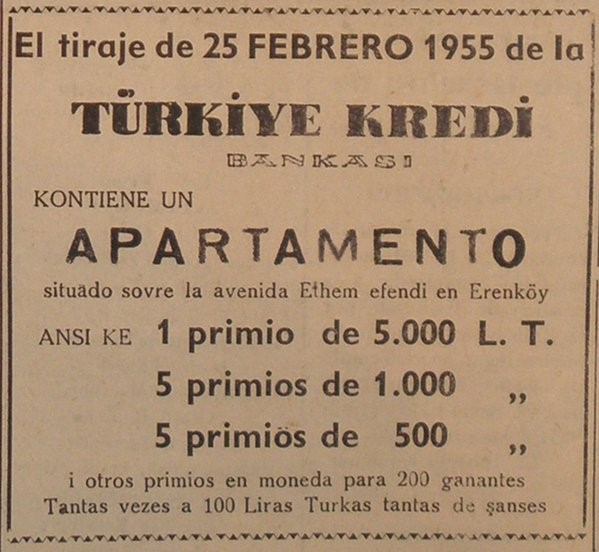 El tiraje de 25 FEBRERO 1955 de la
TÜRKİYE KREDİ
BANKASI
KONTIENE UN
APARTAMENTO
situado sovre la avenida Ethem efendi en Erenköy
ANSI KE 1 primio de 5.000 L. T.
5 primios de 1.000 „
5 primiös de 500 „
i otros primios en moneda para 200 ganantes
Tantas vezes a 100 Liras Turkas tantas de şanses